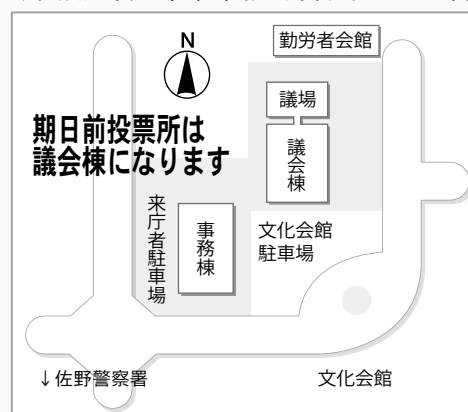 N
勤労者会館
議場
議会棟
期日前投票所は
議会棟になります
来庁者駐車場
事務棟
文化会館
駐車場
↓佐野警察署
文化会館